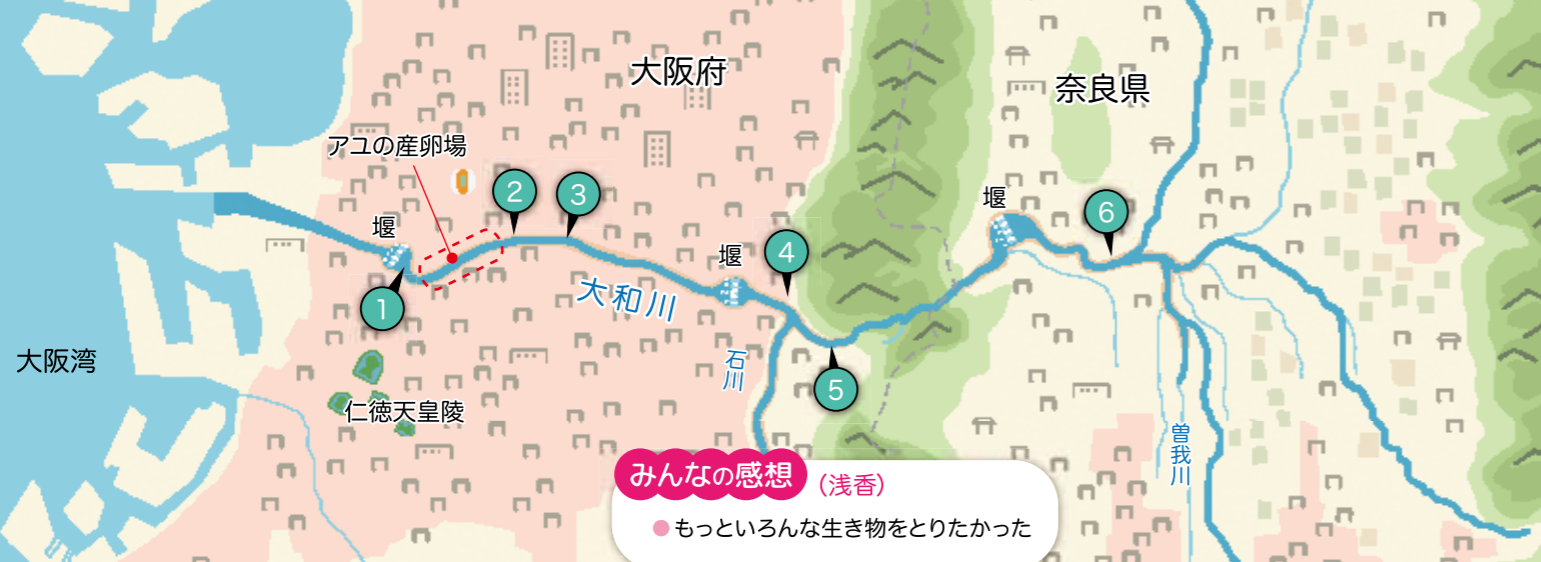 大阪府
奈良県
アユの産卵場
堰
堰
堰
1
2
3
4
5
6
大和川
石川
大阪湾
仁徳天皇陵
曽我川
みんなの感想
（浅香）
●もっといろんな生き物をとりたかった